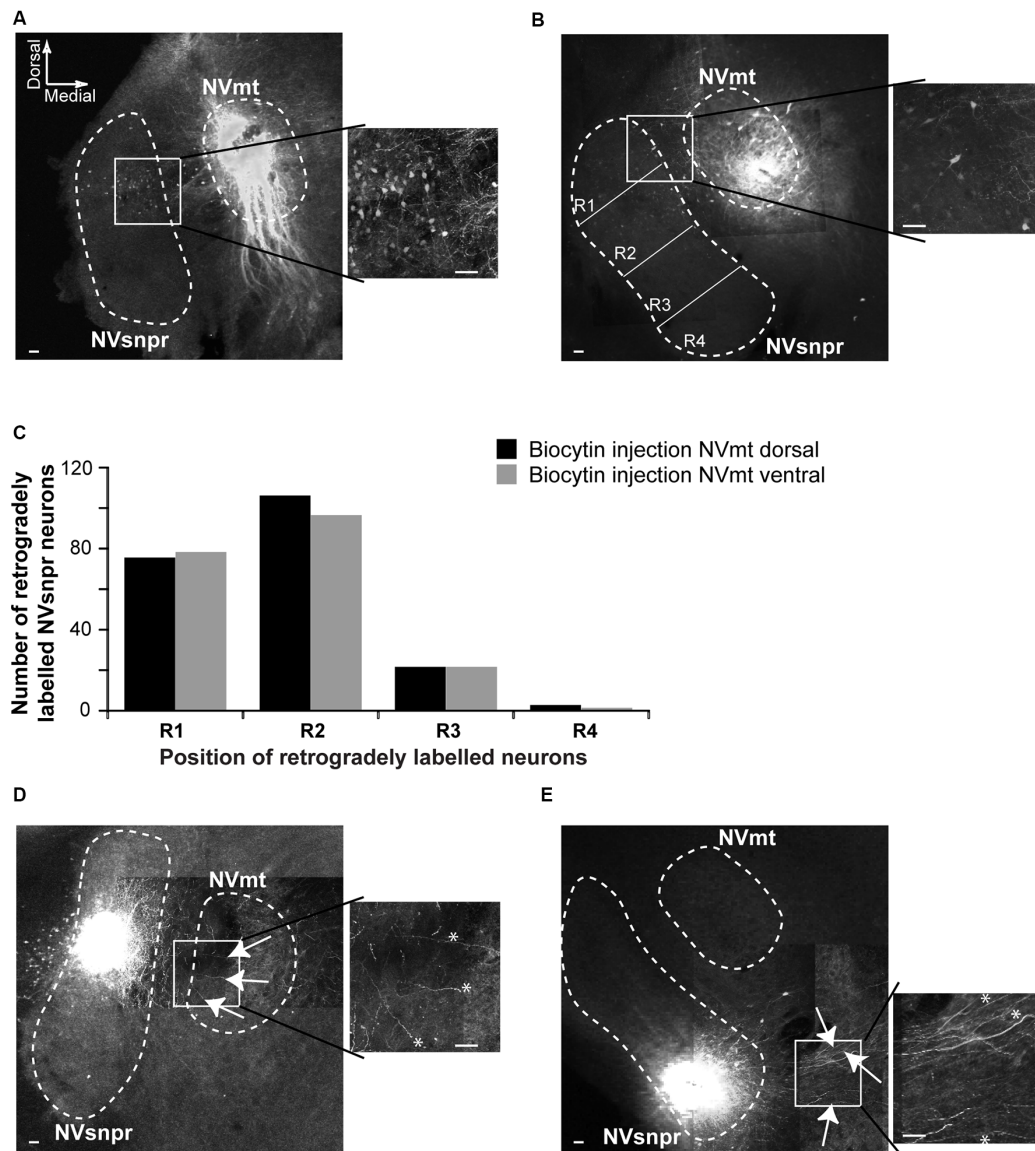 A
Dorsal
Medial
NVmt
NVsnpr
B
NVmt
R1
R2
R3
R4
NVsnpr
C
Biocytin injection NVmt dorsal
Biocytin injection NVmt ventral
Number of retrogradely
labelled NVsnpr neurons
120
80
40
0
R1
R2
R3
R4
Position of retrogradely labelled neurons
D
NVmt
*
*
*
NVsnpr
E
NVmt
*
*
*
NVsnpr